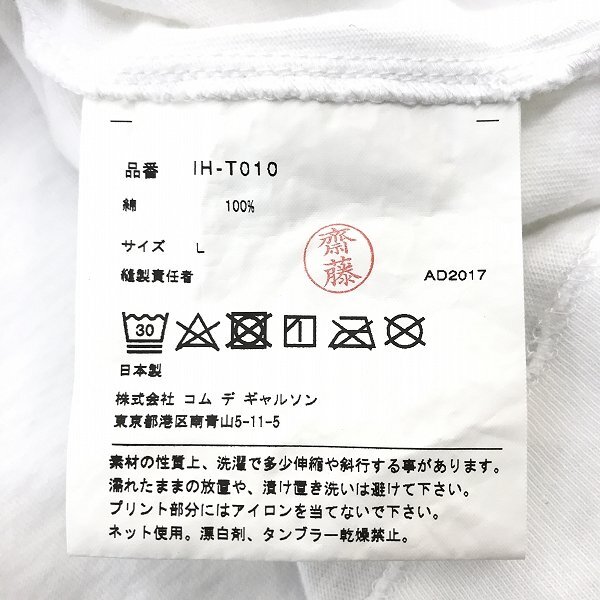 品番 IH-T010
綿 100%
サイズ L
齋藤
縫製責任者 AD2017
30
日本製
株式会社 コム デ ギャルソン
東京都港区南青山5-11-5
素材の性質上、洗濯で多少伸縮や斜行する事があります。
濡れたままの放置や、漬け置き洗いは避けて下さい。
プリント部分にはアイロンを当てないで下さい。
ネット使用。漂白剤、タンブラー乾燥禁止。